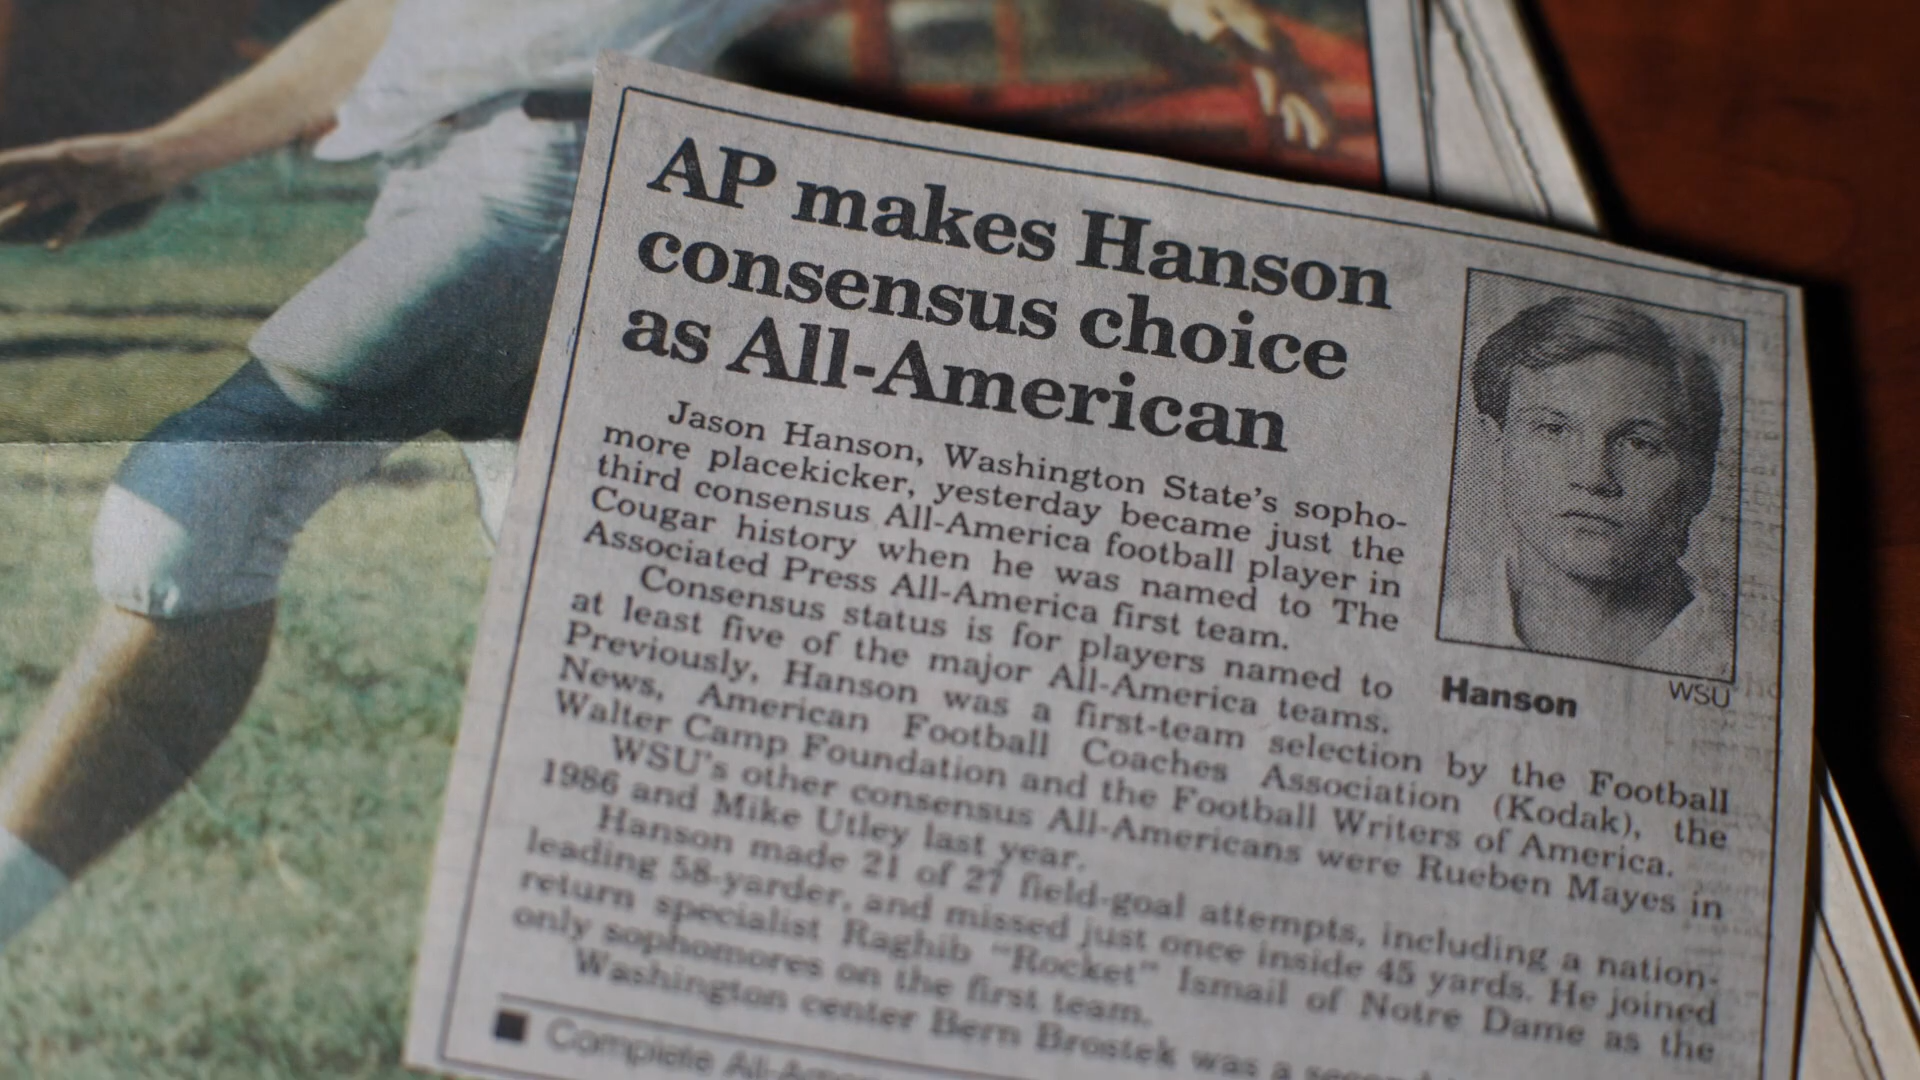 AP makes Hanson
consensus choice
as All-American
Jason Hanson, Washington State's sopho-
more placekicker, yesterday became just the
third consensus All-America football player in
Cougar history when he was named to The
Associated Press All-America first team.
Consensus status is for players named to
at least five of the major All-America teams.
Previously, Hanson was a first-team selection by the Football
News, American Football Coaches Association (Kodak), the
Walter Camp Foundation and the Football Writers of America.
WSU's other consensus All-Americans were Rueben Mayes in
1986 and Mike Utley last year.
Hanson made 21 of 27 field-goal attempts, including a nation-
leading 58-yarder, and missed just once inside 45 yards. He joined
return specialist Raghib "Rocket" Ismail of Notre Dame as the
only sophomores on the first team.
Washington center Bern Brostek was a
Complete
Hanson
WSU